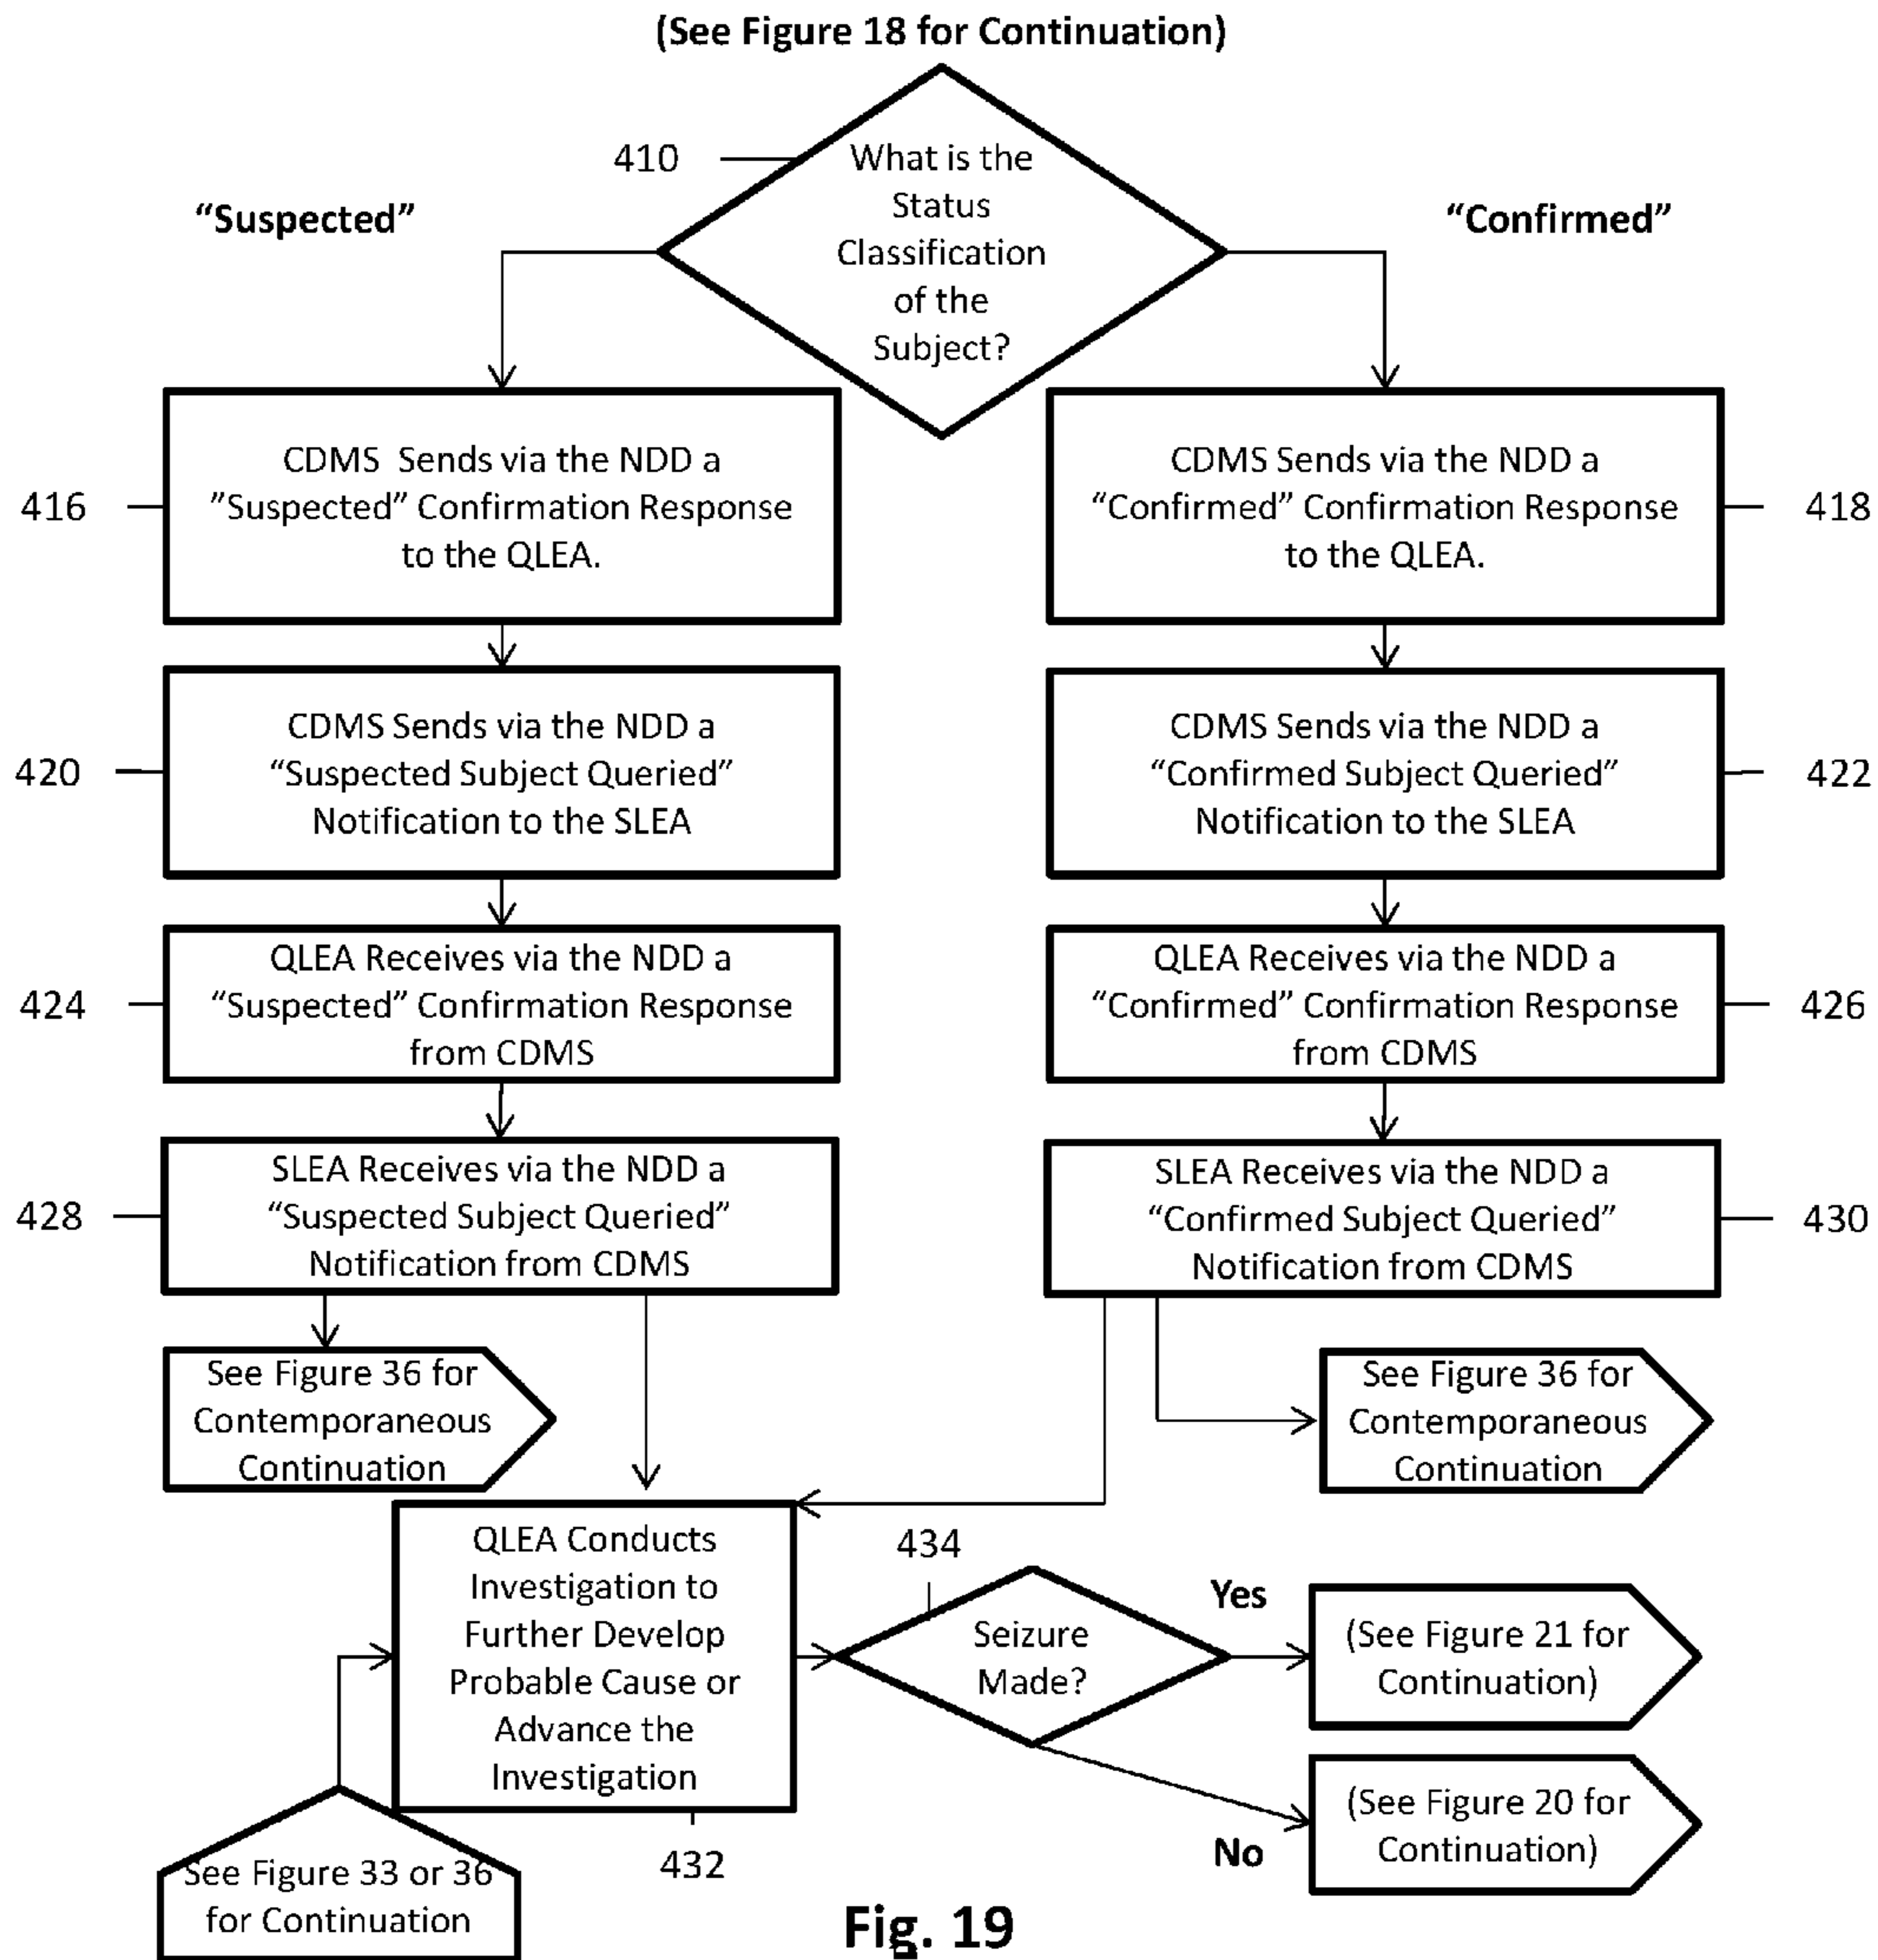 (See Figure 18 for Continuation)
410
What is the
Status
Classification
of the
Subject?
“Suspected”
“Confirmed”
CDMS Sends via the NDD a
”Suspected” Confirmation Response
to the QLEA.
416
CDMS Sends via the NDD a
“Confirmed” Confirmation Response
to the QLEA.
418
CDMS Sends via the NDD a
“Suspected Subject Queried”
Notification to the SLEA
420
CDMS Sends via the NDD a
“Confirmed Subject Queried”
Notification to the SLEA
422
QLEA Receives via the NDD a
“Suspected” Confirmation Response
from CDMS
424
QLEA Receives via the NDD a
“Confirmed” Confirmation Response
from CDMS
426
SLEA Receives via the NDD a
“Suspected Subject Queried”
Notification from CDMS
428
SLEA Receives via the NDD a
“Confirmed Subject Queried”
Notification from CDMS
430
See Figure 36 for
Contemporaneous
Continuation
See Figure 36 for
Contemporaneous
Continuation
QLEA Conducts
Investigation to
Further Develop
Probable Cause or
Advance the
Investigation
432
434
Seizure
Made?
Yes
(See Figure 21 for
Continuation)
No
(See Figure 20 for
Continuation)
See Figure 33 or 36
for Continuation
Fig. 19